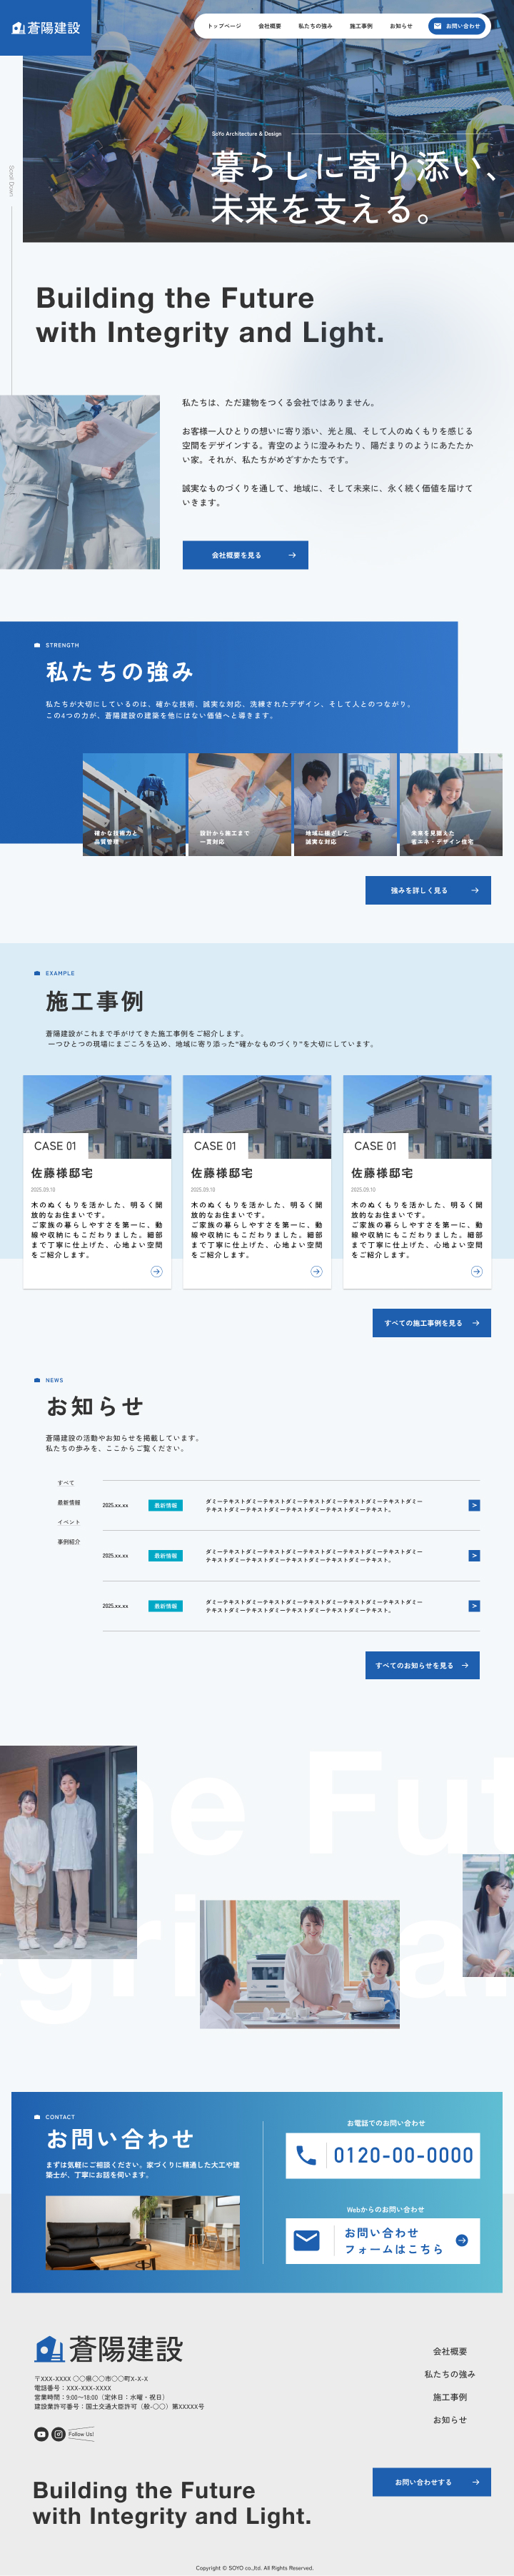 蒼陽建設
トップページ
会社概要
私たちの強み
施工事例
お知らせ
お問い合わせ
Scroll Down
SoYo Architecture & Design
暮らしに寄り添い、
未来を支える。
Building the Future
with Integrity and Light.
私たちは、ただ建物をつくる会社ではありません。
お客様一人ひとりの想いに寄り添い、光と風、そして人のぬくもりを感じる
空間をデザインする。青空のように澄みわたり、陽だまりのようにあたたか
い家。それが、私たちがめざすかたちです。
誠実なものづくりを通して、地域に、そして未来に、永く続く価値を届けて
いきます。
会社概要を見る
STRENGTH
私たちの強み
私たちが大切にしているのは、確かな技術、誠実な対応、洗練されたデザイン、そして人とのつながり。
この4つの力が、蒼陽建設の建築を他にはない価値へと導きます。
確かな技術力と
品質管理
設計から施工まで
一貫対応
地域に根ざした
誠実な対応
未来を見据えた
省エネ・デザイン住宅
強みを詳しく見る
EXAMPLE
施工事例
蒼陽建設がこれまで手がけてきた施工事例をご紹介します。
一つひとつの現場にまごころを込め、地域に寄り添った“確かなものづくり”を大切にしています。
CASE 01
佐藤様邸宅
2025.09.10
木のぬくもりを活かした、明るく開
放的なお住まいです。
ご家族の暮らしやすさを第一に、動
線や収納にもこだわりました。細部
まで丁寧に仕上げた、心地よい空間
をご紹介します。
CASE 01
佐藤様邸宅
2025.09.10
木のぬくもりを活かした、明るく開
放的なお住まいです。
ご家族の暮らしやすさを第一に、動
線や収納にもこだわりました。細部
まで丁寧に仕上げた、心地よい空間
をご紹介します。
CASE 01
佐藤様邸宅
2025.09.10
木のぬくもりを活かした、明るく開
放的なお住まいです。
ご家族の暮らしやすさを第一に、動
線や収納にもこだわりました。細部
まで丁寧に仕上げた、心地よい空間
をご紹介します。
すべての施工事例を見る
NEWS
お知らせ
蒼陽建設の活動やお知らせを掲載しています。
私たちの歩みを、ここからご覧ください。
すべて
最新情報
イベント
事例紹介
2025.xx.xx
最新情報
ダミーテキストダミーテキストダミーテキストダミーテキストダミーテキストダミー
テキストダミーテキストダミーテキストダミーテキストダミーテキスト。
2025.xx.xx
最新情報
ダミーテキストダミーテキストダミーテキストダミーテキストダミーテキストダミー
テキストダミーテキストダミーテキストダミーテキストダミーテキスト。
2025.xx.xx
最新情報
ダミーテキストダミーテキストダミーテキストダミーテキストダミーテキストダミー
テキストダミーテキストダミーテキストダミーテキストダミーテキスト。
すべてのお知らせを見る
he Fut
gri
CONTACT
お問い合わせ
まずは気軽にご相談ください。家づくりに精通した大工や建
築士が、丁寧にお話を伺います。
お電話でのお問い合わせ
0120-00-0000
Webからのお問い合わせ
お問い合わせ
フォームはこちら
蒼陽建設
〒XXX-XXXX 〇〇県〇〇市〇〇町X-X-X
電話番号：XXX-XXX-XXXX
営業時間：9:00〜18:00（定休日：水曜・祝日）
建設業許可番号：国土交通大臣許可（般-〇〇）第XXXXX号
Follow Us!
会社概要
私たちの強み
施工事例
お知らせ
お問い合わせする
Building the Future
with Integrity and Light.
Copyright © SOYO co.,ltd. All Rights Reserved.